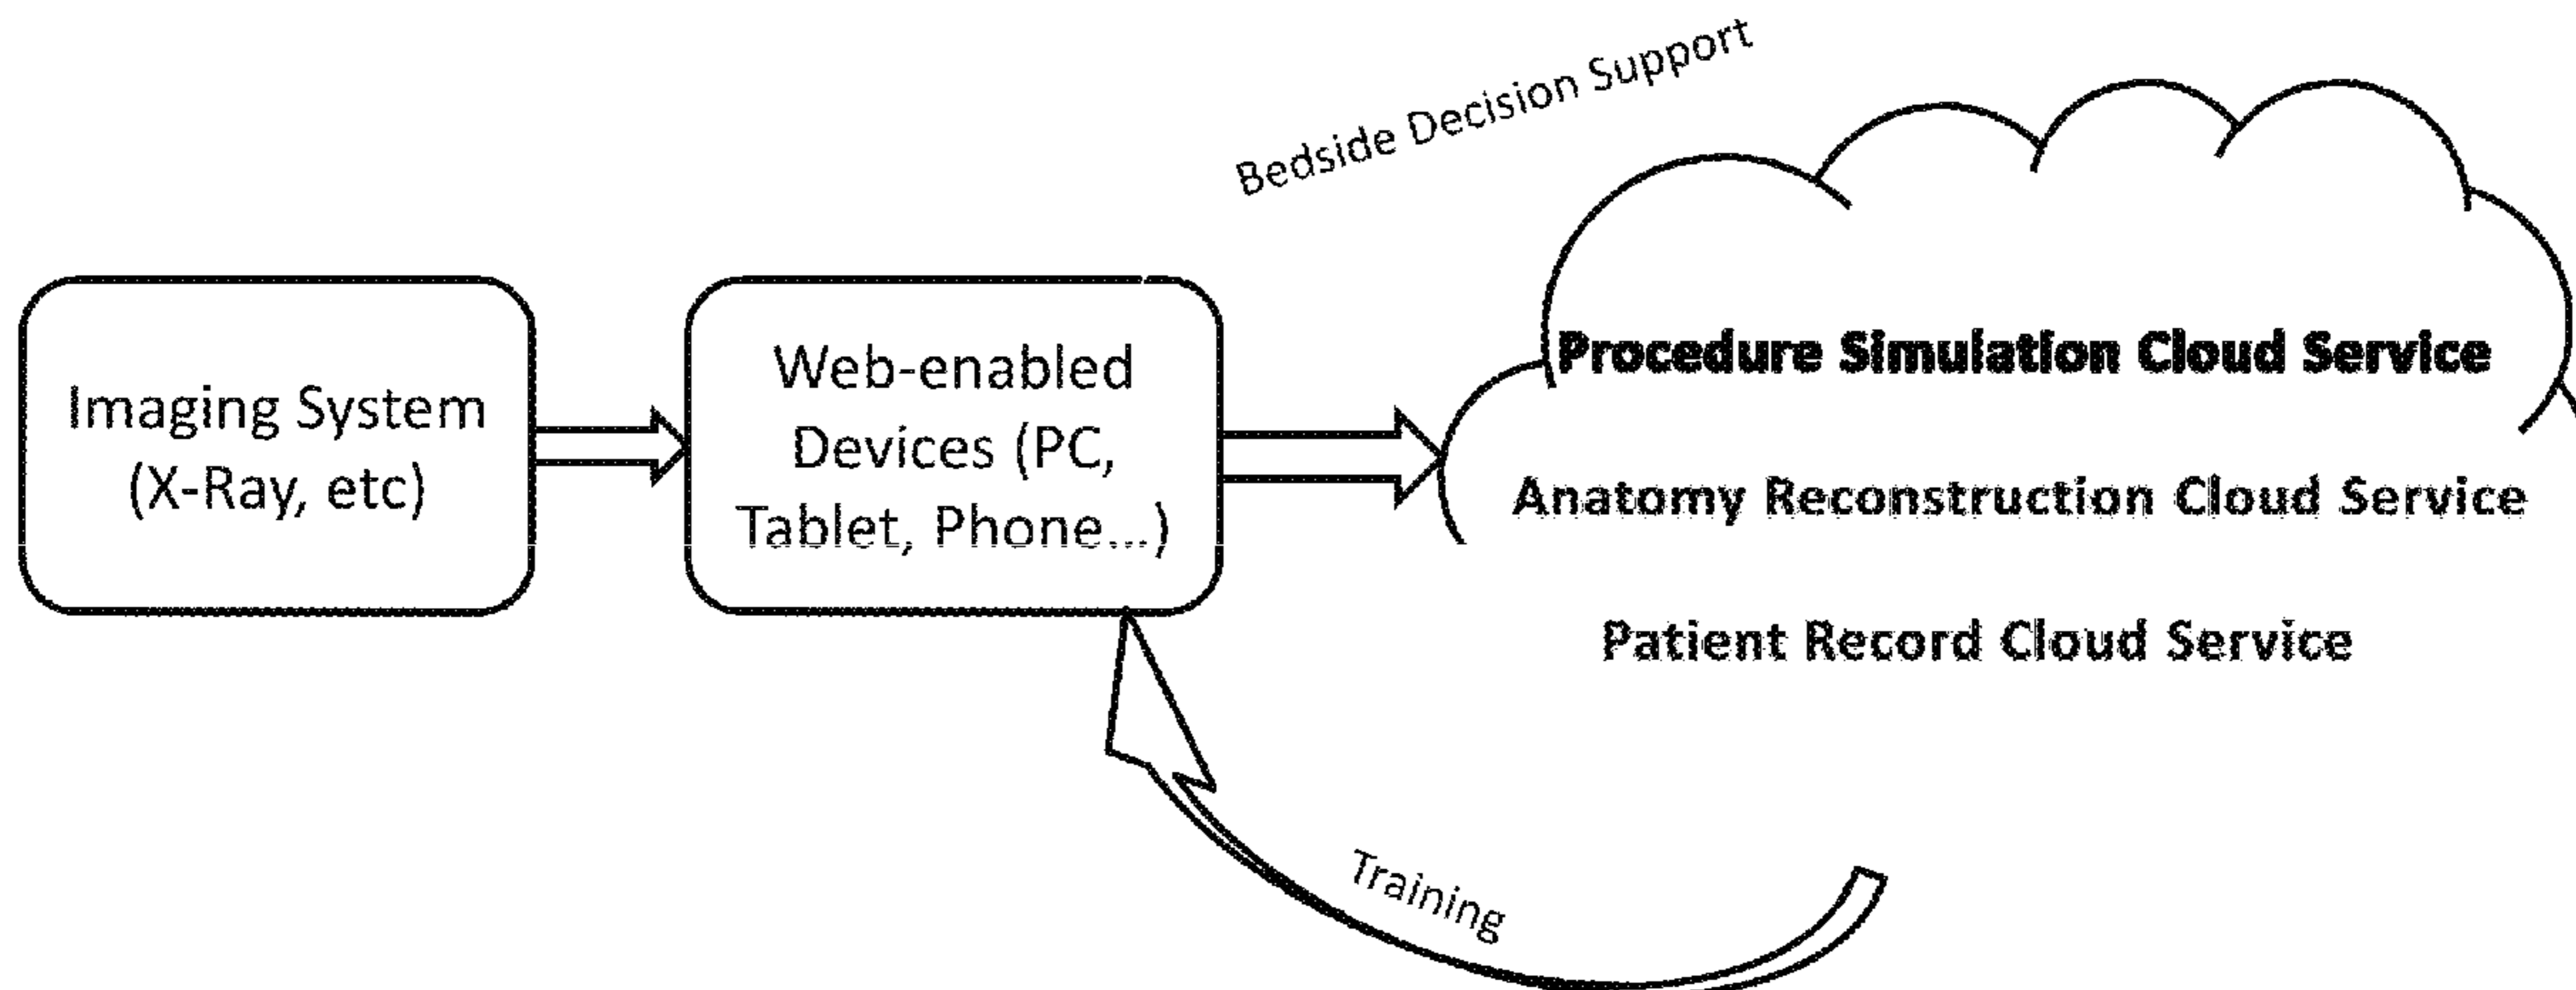 Bedside Decision Support
Imaging System
(X-Ray, etc)
Web-enabled
Devices (PC,
Tablet, Phone...)
Procedure Simulation Cloud Service
Anatomy Reconstruction Cloud Service
Patient Record Cloud Service
Training